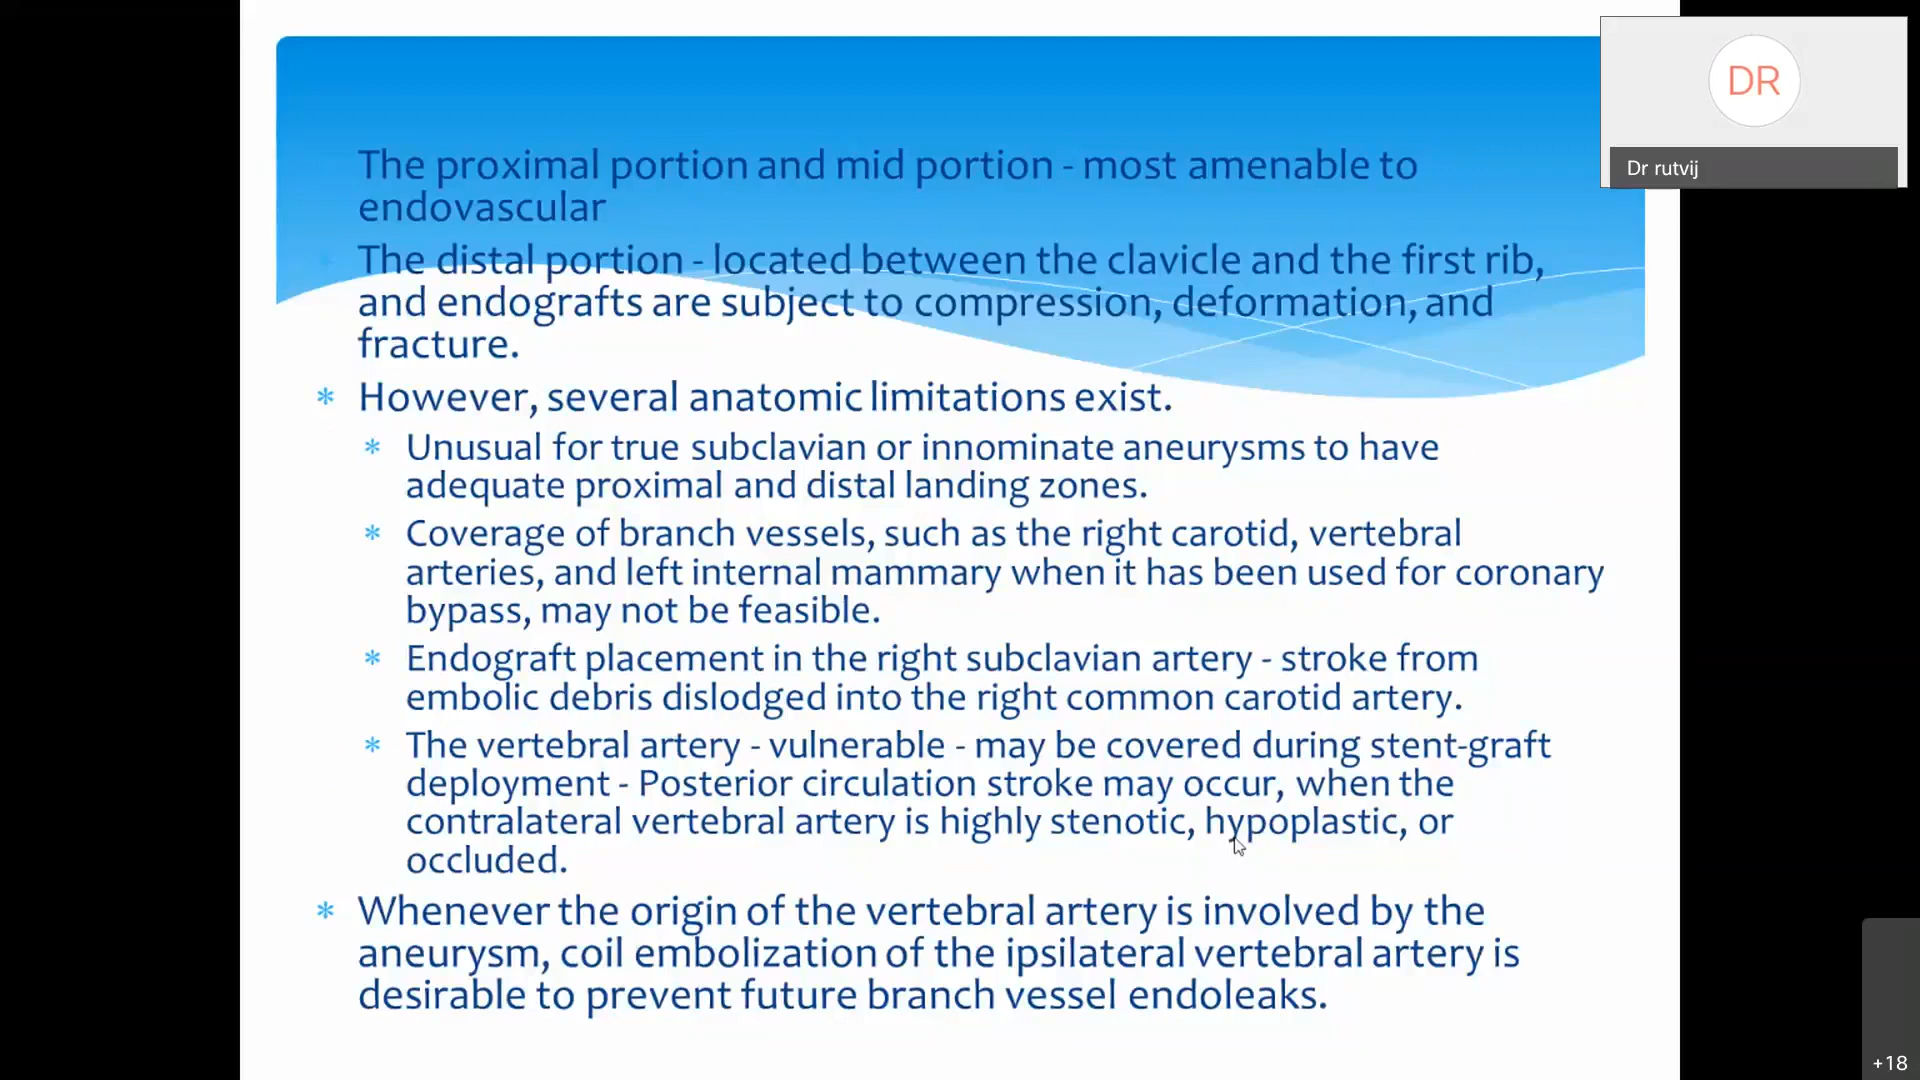 The proximal portion and mid portion - most amenable to
endovascular
The distal portion - located between the clavicle and the first rib,
and endografts are subject to compression, deformation, and
fracture.
* However, several anatomic limitations exist.
* Unusual for true subclavian or innominate aneurysms to have
adequate proximal and distal landing zones.
* Coverage of branch vessels, such as the right carotid, vertebral
arteries, and left internal mammary when it has been used for coronary
bypass, may not be feasible.
* Endograft placement in the right subclavian artery - stroke from
embolic debris dislodged into the right common carotid artery.
* The vertebral artery - vulnerable - may be covered during stent-graft
deployment - Posterior circulation stroke may occur, when the
contralateral vertebral artery is highly stenotic, hypoplastic, or
occluded.
* Whenever the origin of the vertebral artery is involved by the
aneurysm, coil embolization of the ipsilateral vertebral artery is
desirable to prevent future branch vessel endoleaks.
DR
Dr rutvij
+18